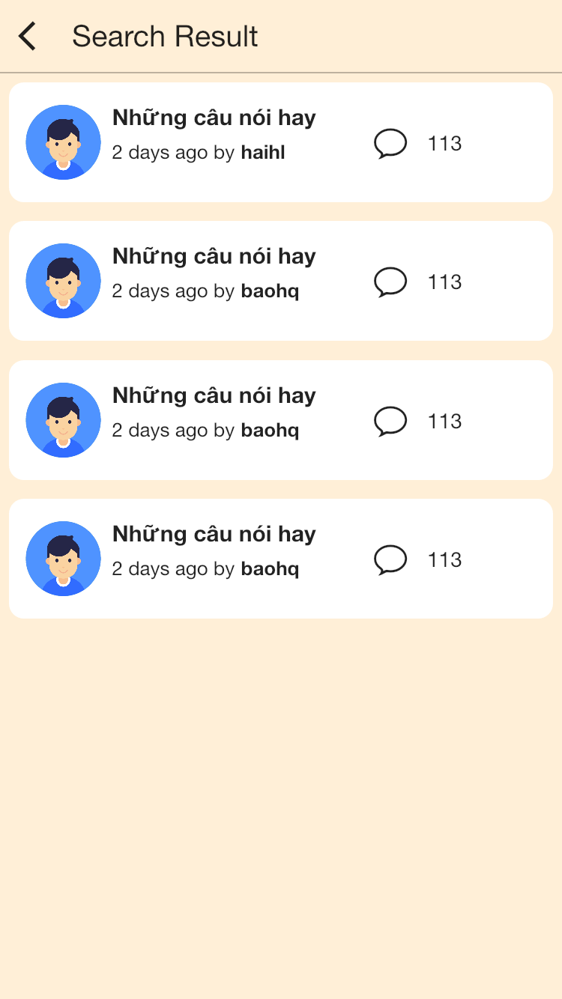 Search Result
Những câu nói hay
2 days ago by haihl
113
Những câu nói hay
2 days ago by baohq
113
Những câu nói hay
2 days ago by baohq
113
Những câu nói hay
2 days ago by baohq
113